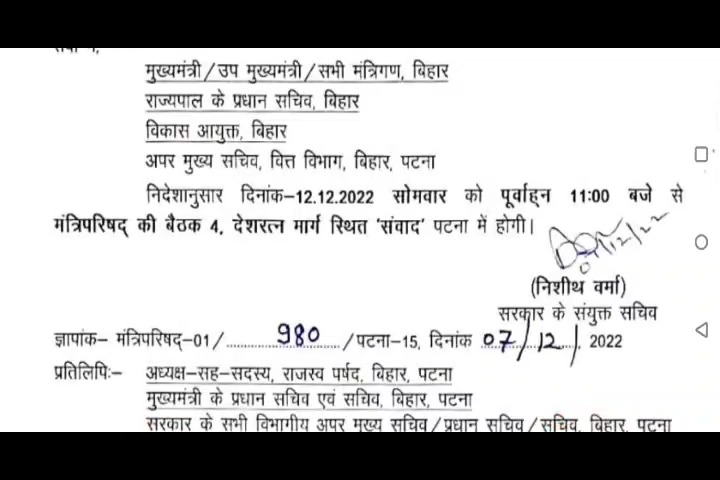 मुख्यमंत्री/उप मुख्यमंत्री/सभी मंत्रिगण, बिहार
राज्यपाल के प्रधान सचिव, बिहार
विकास आयुक्त, बिहार
अपर मुख्य सचिव, वित्त विभाग, बिहार, पटना
निदेशानुसार दिनांक-12.12.2022 सोमवार को पूर्वाह्न 11:00 बजे से
मंत्रिपरिषद् की बैठक 4, देशरत्न मार्ग स्थित 'संवाद' पटना में होगी।
(निशीथ वर्मा)
सरकार के संयुक्त सचिव
ज्ञापांक- मंत्रिपरिषद्-01/ 980 /पटना-15, दिनांक 07/12/ 2022
प्रतिलिपिः- अध्यक्ष-सह-सदस्य, राजस्व पर्षद, बिहार, पटना
मुख्यमंत्री के प्रधान सचिव एवं सचिव, बिहार, पटना
सरकार के सभी विभागीय अपर मुख्य सचिव/प्रधान सचिव/सचिव, बिहार, पटना